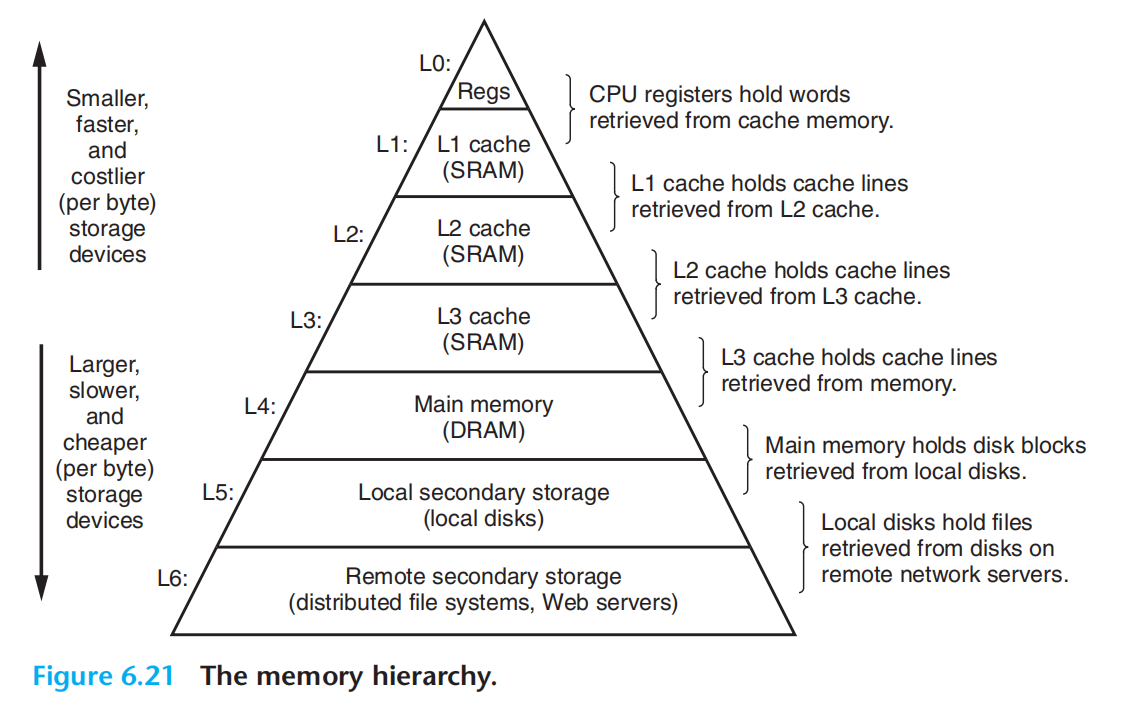 Smaller,
faster,
and
costlier
(per byte)
storage
devices
Larger,
slower,
and
cheaper
(per byte)
storage
devices
L0:
Regs
L1:
L1 cache
(SRAM)
L2:
L2 cache
(SRAM)
L3:
L3 cache
(SRAM)
L4:
Main memory
(DRAM)
L5:
Local secondary storage
(local disks)
L6:
Remote secondary storage
(distributed file systems, Web servers)
CPU registers hold words
retrieved from cache memory.
L1 cache holds cache lines
retrieved from L2 cache.
L2 cache holds cache lines
retrieved from L3 cache.
L3 cache holds cache lines
retrieved from memory.
Main memory holds disk blocks
retrieved from local disks.
Local disks hold files
retrieved from disks on
remote network servers.
Figure 6.21 The memory hierarchy.